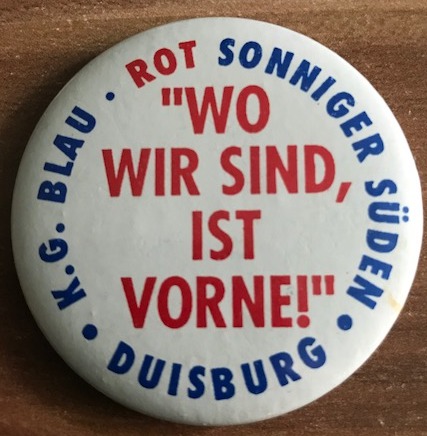 K.G. BLAU · ROT SONNIGER SÜDEN • DUISBURG •
"WO
WIR SIND,
IST
VORNE!"